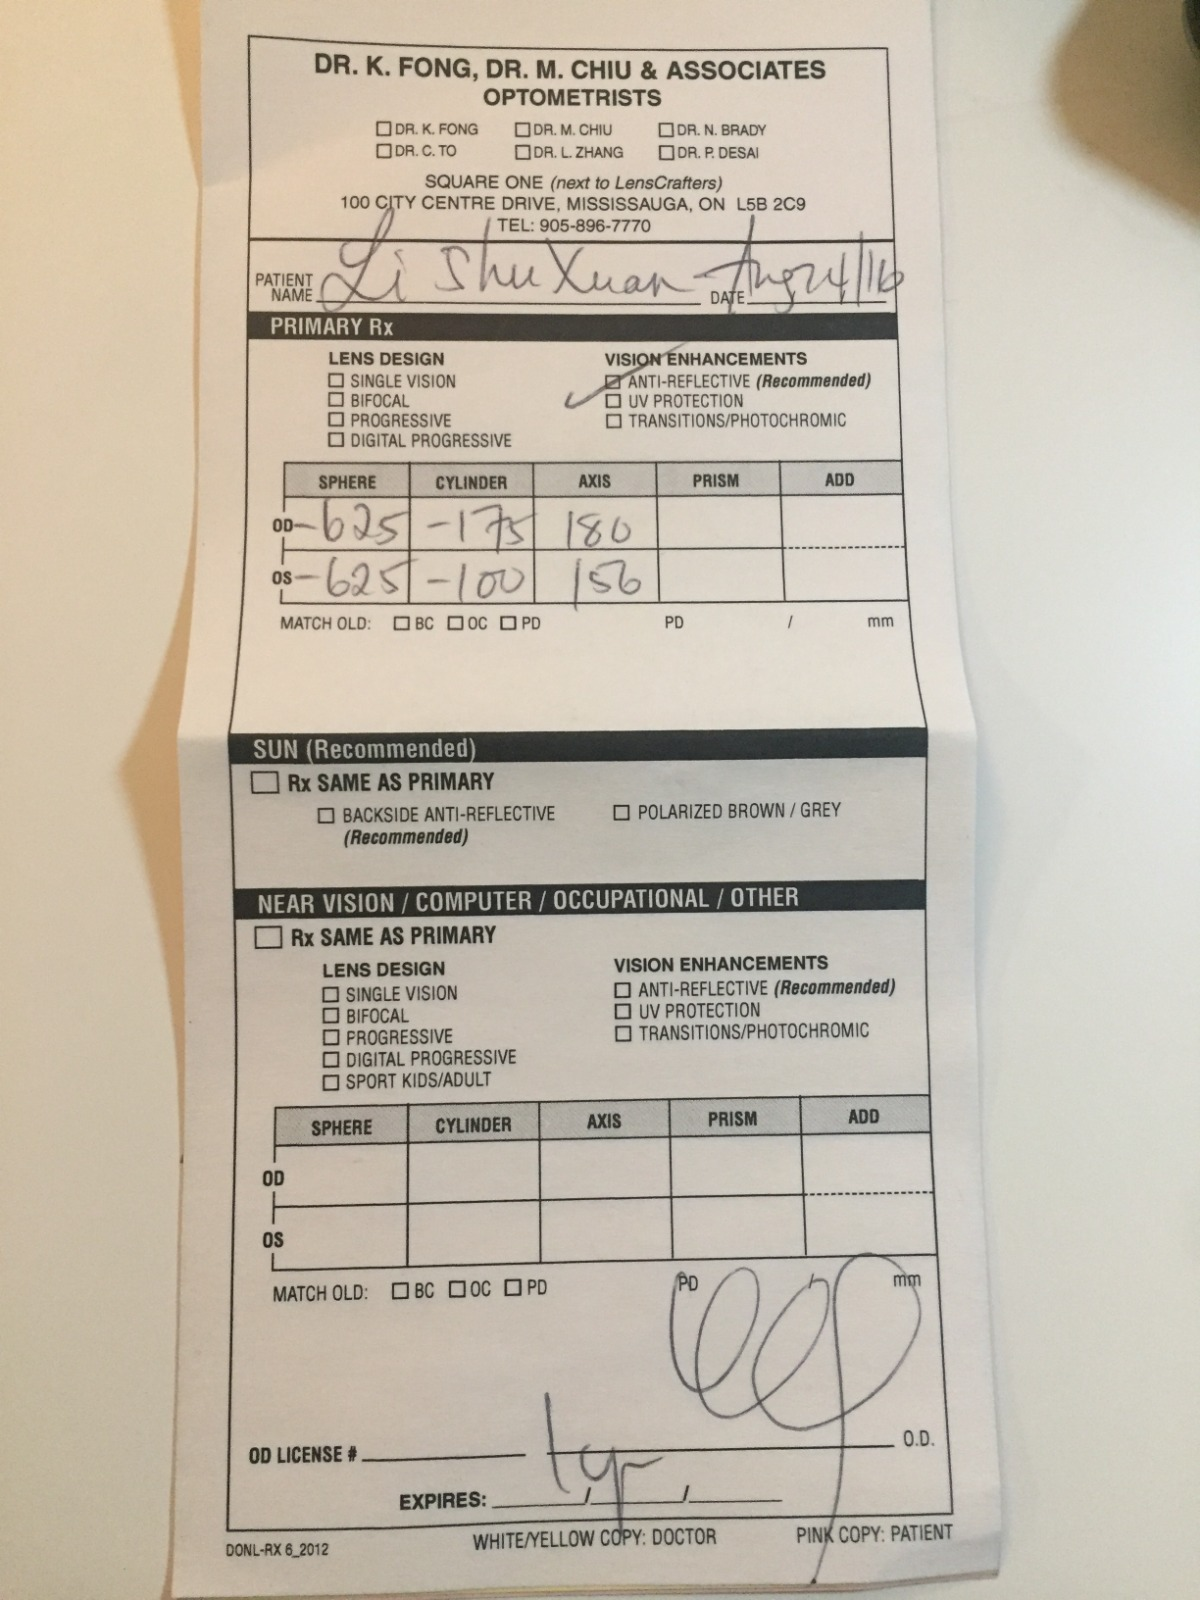 DR. K. FONG, DR. M. CHIU & ASSOCIATES
OPTOMETRISTS
DR. K. FONG DR. M. CHIU DR. N. BRADY
DR. C. TO DR. L. ZHANG DR. P. DESAI
SQUARE ONE (next to LensCrafters)
100 CITY CENTRE DRIVE, MISSISSAUGA, ON L5B 2C9
TEL: 905-896-7770
PATIENT NAME Li Shu Xuan DATE Aug 24/16
PRIMARY Rx
LENS DESIGN VISION ENHANCEMENTS
SINGLE VISION ANTI-REFLECTIVE (Recommended)
BIFOCAL UV PROTECTION
PROGRESSIVE TRANSITIONS/PHOTOCHROMIC
DIGITAL PROGRESSIVE
SPHERE CYLINDER AXIS PRISM ADD
OD -625 -175 180
OS -625 -100 156
MATCH OLD: BC OC PD PD / mm
SUN (Recommended)
Rx SAME AS PRIMARY
BACKSIDE ANTI-REFLECTIVE POLARIZED BROWN / GREY
(Recommended)
NEAR VISION / COMPUTER / OCCUPATIONAL / OTHER
Rx SAME AS PRIMARY
LENS DESIGN VISION ENHANCEMENTS
SINGLE VISION ANTI-REFLECTIVE (Recommended)
BIFOCAL UV PROTECTION
PROGRESSIVE TRANSITIONS/PHOTOCHROMIC
DIGITAL PROGRESSIVE
SPORT KIDS/ADULT
SPHERE CYLINDER AXIS PRISM ADD
OD
OS
MATCH OLD: BC OC PD PD / mm
OD LICENSE # O.D.
EXPIRES: / / 1yr
WHITE/YELLOW COPY: DOCTOR PINK COPY: PATIENT
DONL-RX 6_2012